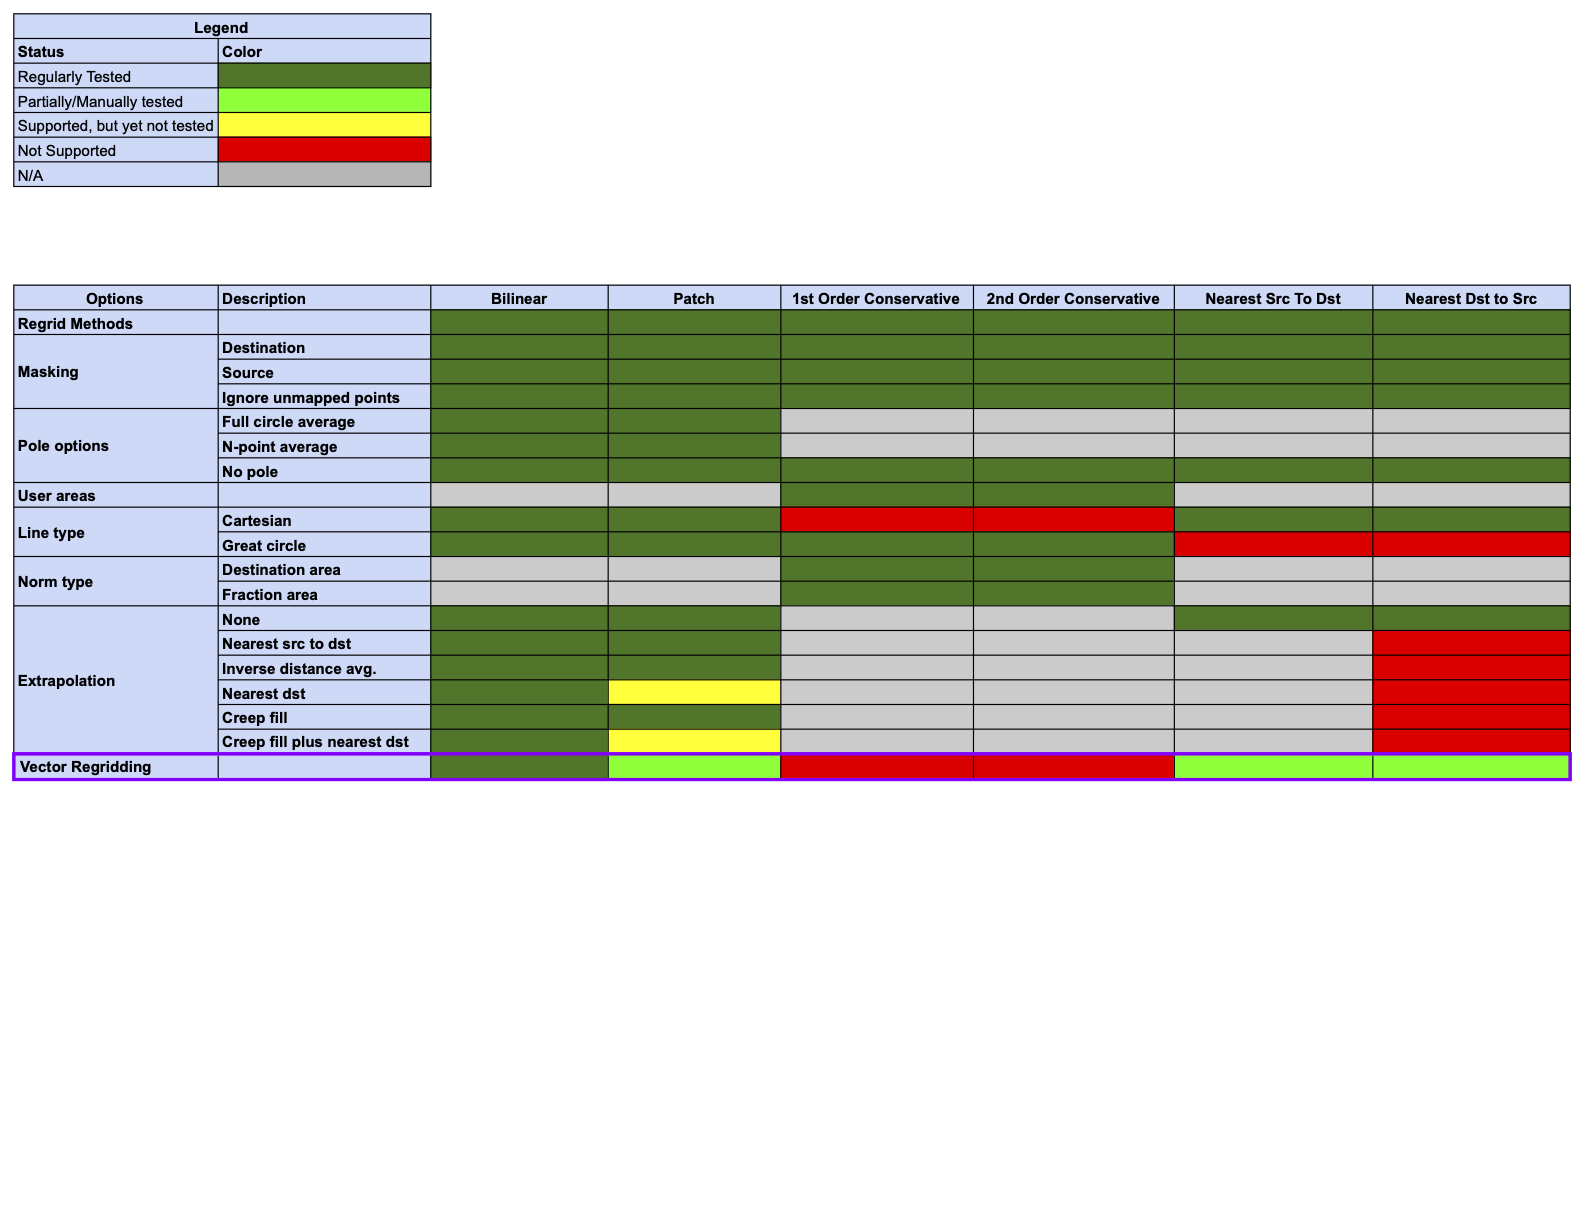 Legend
Status Color
Regularly Tested
Partially/Manually tested
Supported, but yet not tested
Not Supported
N/A
Options Description Bilinear Patch 1st Order Conservative 2nd Order Conservative Nearest Src To Dst Nearest Dst to Src
Regrid Methods
Masking
Destination
Source
Ignore unmapped points
Pole options
Full circle average
N-point average
No pole
User areas
Line type
Cartesian
Great circle
Norm type
Destination area
Fraction area
Extrapolation
None
Nearest src to dst
Inverse distance avg.
Nearest dst
Creep fill
Creep fill plus nearest dst
Vector Regridding